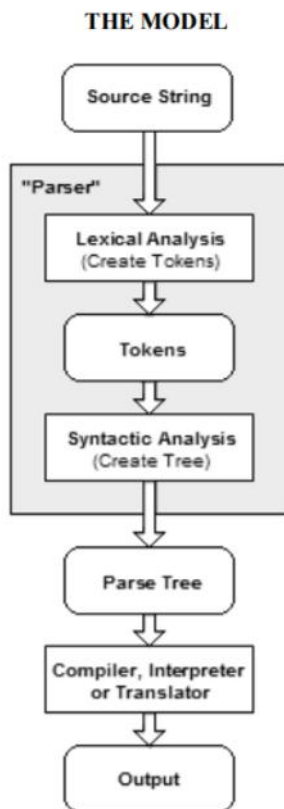 THE MODEL
Source String
"Parser"
Lexical Analysis
(Create Tokens)
Tokens
Syntactic Analysis
(Create Tree)
Parse Tree
Compiler, Interpreter
or Translator
Output